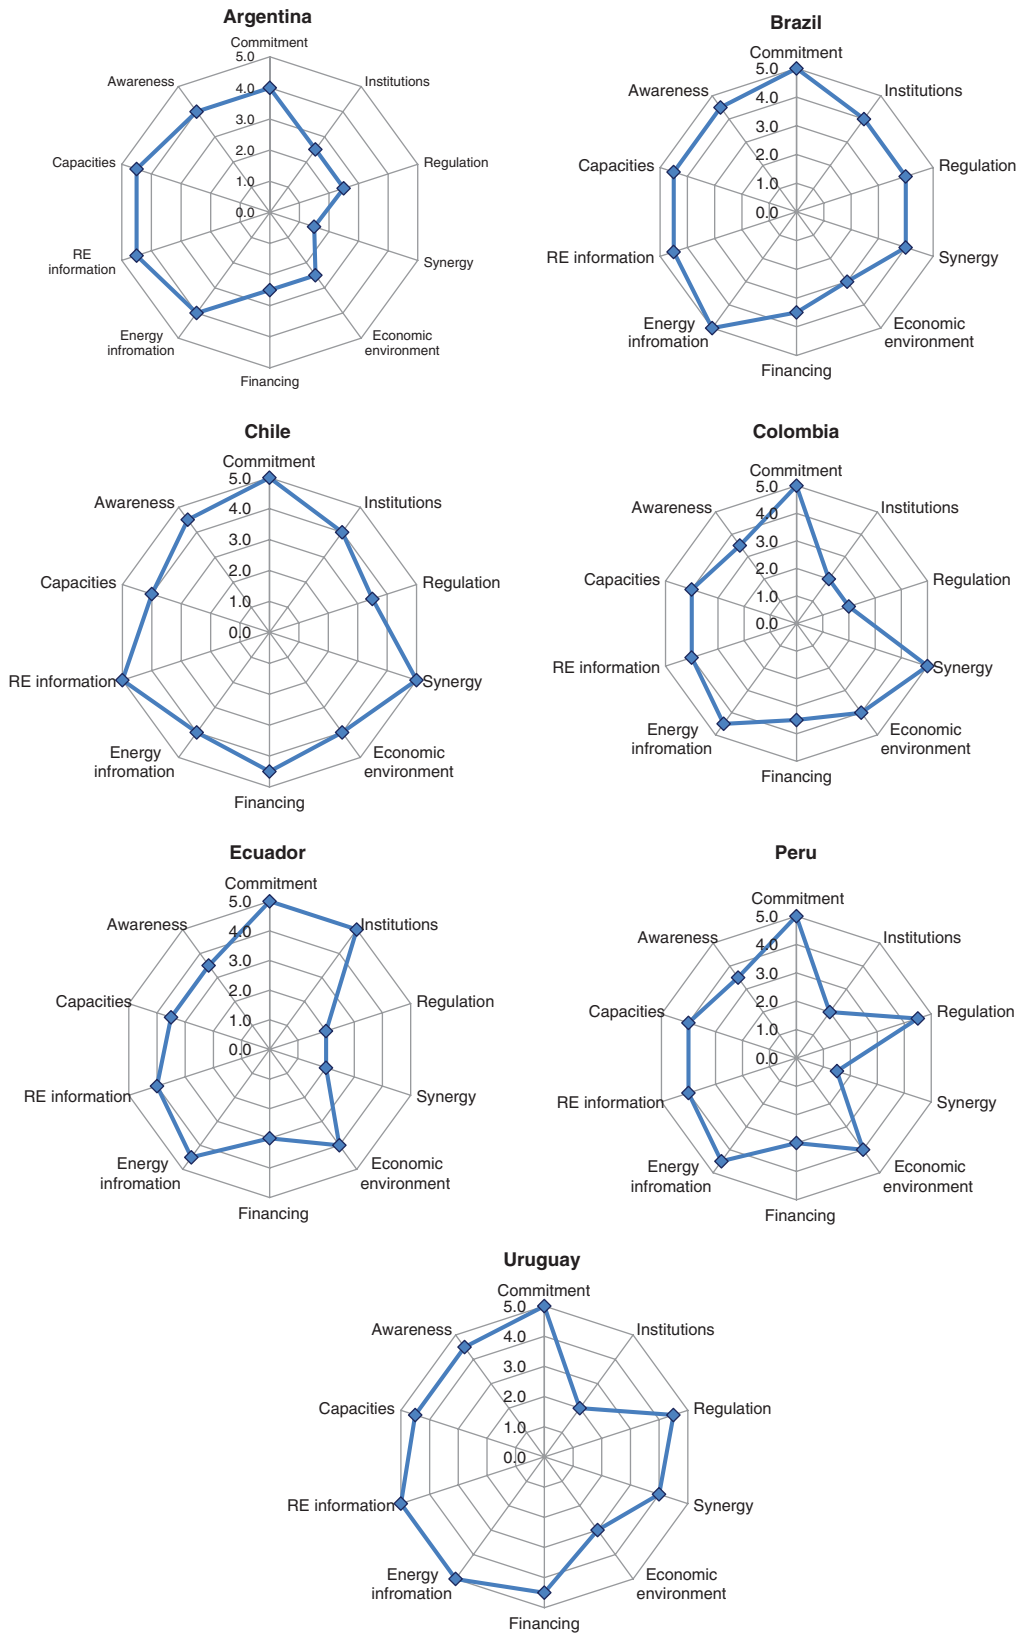 Argentina
Commitment
5.0
4.0
3.0
2.0
1.0
0.0
Institutions
Regulation
Synergy
Economic
environment
Financing
Energy
infromation
RE
information
Capacities
Awareness
Brazil
Commitment
5.0
4.0
3.0
2.0
1.0
0.0
Institutions
Regulation
Synergy
Economic
environment
Financing
Energy
infromation
RE information
Capacities
Awareness
Chile
Commitment
5.0
4.0
3.0
2.0
1.0
0.0
Institutions
Regulation
Synergy
Economic
environment
Financing
Energy
infromation
RE information
Capacities
Awareness
Colombia
Commitment
5.0
4.0
3.0
2.0
1.0
0.0
Institutions
Regulation
Synergy
Economic
environment
Financing
Energy
infromation
RE information
Capacities
Awareness
Ecuador
Commitment
5.0
4.0
3.0
2.0
1.0
0.0
Institutions
Regulation
Synergy
Economic
environment
Financing
Energy
infromation
RE information
Capacities
Awareness
Peru
Commitment
5.0
4.0
3.0
2.0
1.0
0.0
Institutions
Regulation
Synergy
Economic
environment
Financing
Energy
infromation
RE information
Capacities
Awareness
Uruguay
Commitment
5.0
4.0
3.0
2.0
1.0
0.0
Institutions
Regulation
Synergy
Economic
environment
Financing
Energy
infromation
RE information
Capacities
Awareness